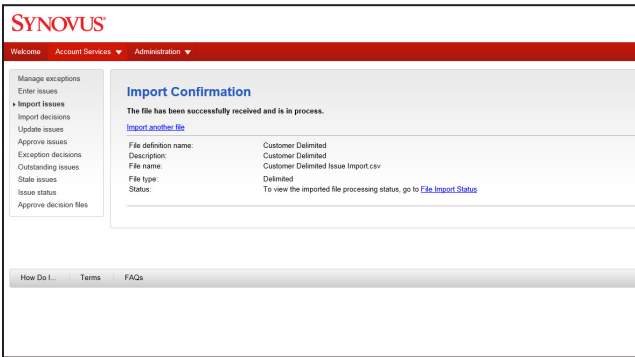 SYNOVUS®
Welcome Account Services ▼ Administration ▼
Manage exceptions
Enter issues
Import issues
Import decisions
Update issues
Approve issues
Exception decisions
Outstanding issues
Stale issues
Issue status
Approve decision files
Import Confirmation
The file has been successfully received and is in process.
Import another file
File definition name: Customer Delimited
Description: Customer Delimited
File name: Customer Delimited Issue Import.csv
File type: Delimited
Status: To view the imported file processing status, go to File Import Status
How Do I... Terms FAQs